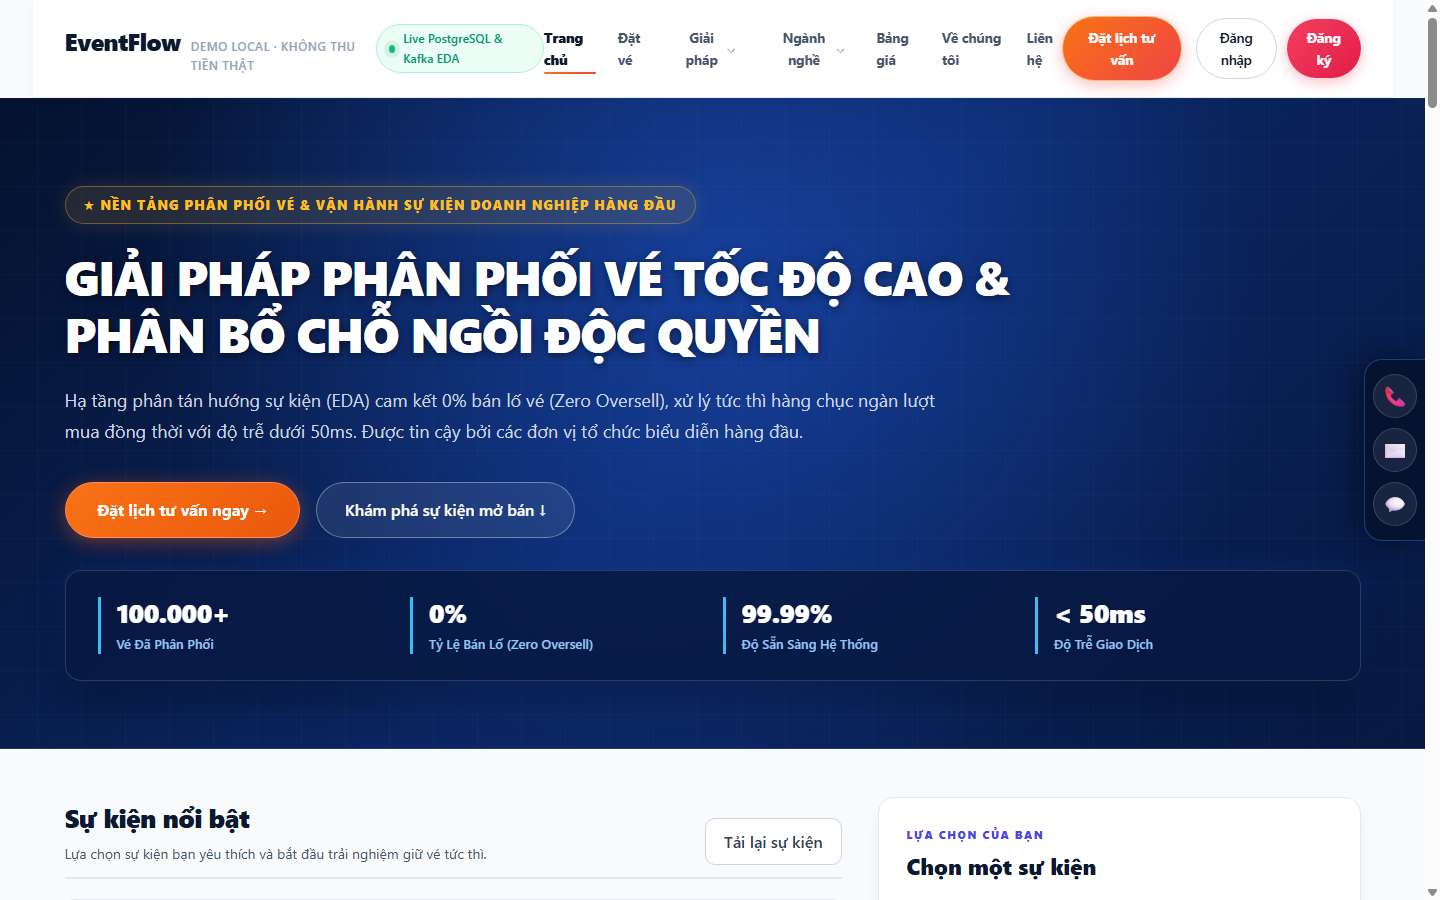 EventFlow
DEMO LOCAL · KHÔNG THU
TIỀN THẬT
Live PostgreSQL &
Kafka EDA
Trang
chủ
Đặt
vé
Giải
pháp
Ngành
nghề
Bảng
giá
Về chúng
tôi
Liên
hệ
Đặt lịch tư
vấn
Đăng
nhập
Đăng
ký
★ NỀN TẢNG PHÂN PHỐI VÉ & VẬN HÀNH SỰ KIỆN DOANH NGHIỆP HÀNG ĐẦU
GIẢI PHÁP PHÂN PHỐI VÉ TỐC ĐỘ CAO &
PHÂN BỔ CHỖ NGỒI ĐỘC QUYỀN
Hạ tầng phân tán hướng sự kiện (EDA) cam kết 0% bán lố vé (Zero Oversell), xử lý tức thì hàng chục ngàn lượt
mua đồng thời với độ trễ dưới 50ms. Được tin cậy bởi các đơn vị tổ chức biểu diễn hàng đầu.
Đặt lịch tư vấn ngay →
Khám phá sự kiện mở bán ↓
100.000+
Vé Đã Phân Phối
0%
Tỷ Lệ Bán Lố (Zero Oversell)
99.99%
Độ Sẵn Sàng Hệ Thống
< 50ms
Độ Trễ Giao Dịch
Sự kiện nổi bật
Lựa chọn sự kiện bạn yêu thích và bắt đầu trải nghiệm giữ vé tức thì.
Tải lại sự kiện
LỰA CHỌN CỦA BẠN
Chọn một sự kiện